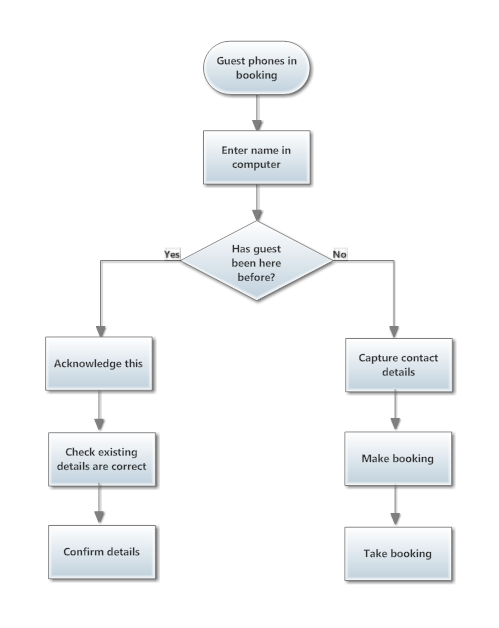 Guest phones in
booking
Enter name in
computer
Has guest
been here
before?
Yes
No
Acknowledge this
Capture contact
details
Check existing
details are correct
Make booking
Confirm details
Take booking